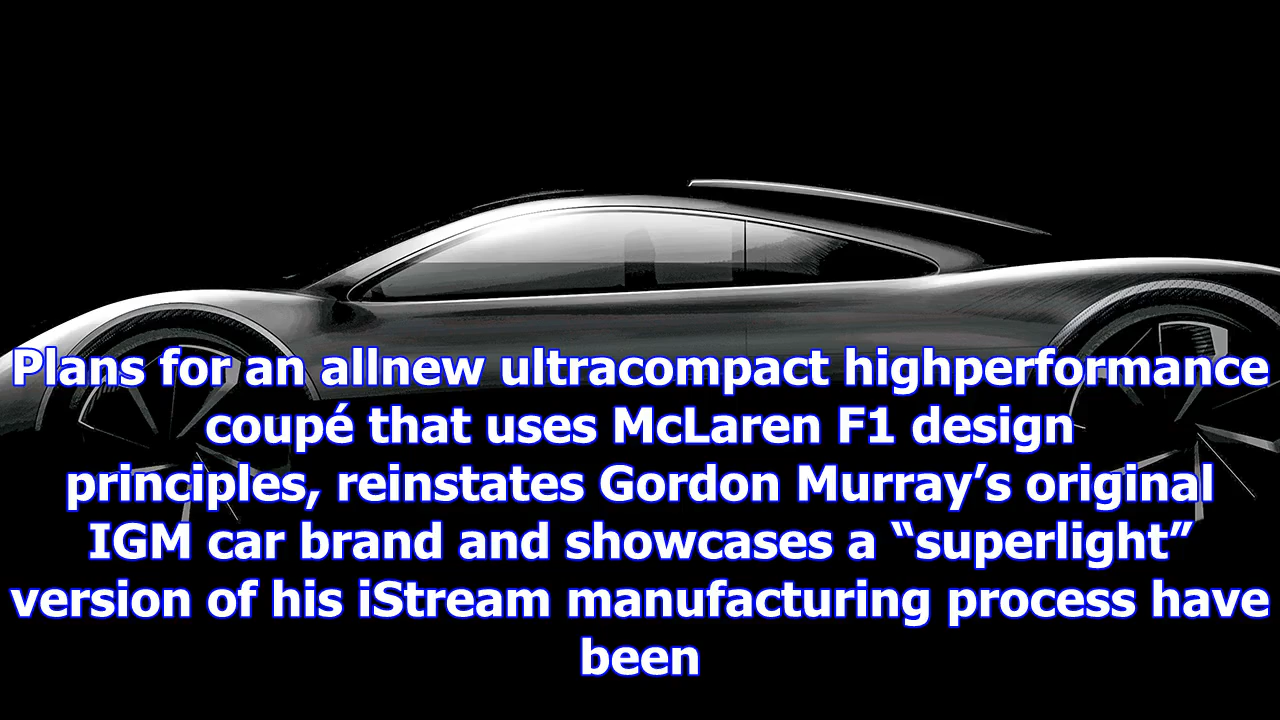 Plans for an allnew ultracompact highperformance
coupé that uses McLaren F1 design
principles, reinstates Gordon Murray’s original
IGM car brand and showcases a “superlight”
version of his iStream manufacturing process have
been